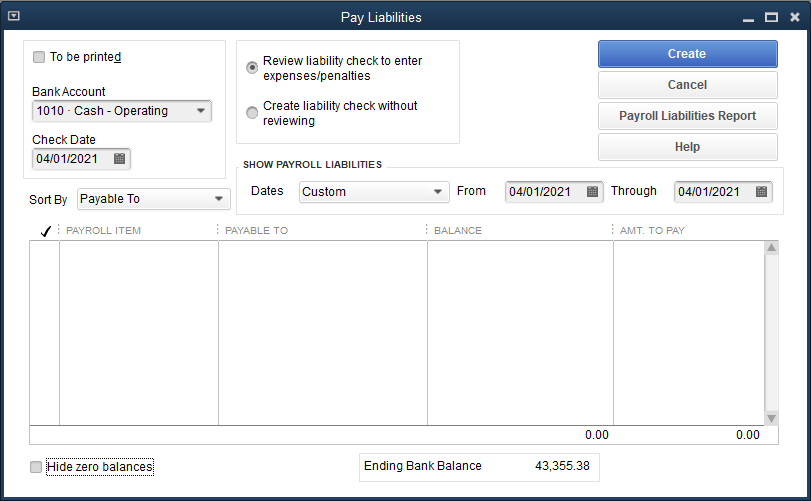 Pay Liabilities
To be printed
Bank Account
1010 · Cash - Operating
Check Date
04/01/2021
Review liability check to enter
expenses/penalties
Create liability check without
reviewing
Create
Cancel
Payroll Liabilities Report
Help
SHOW PAYROLL LIABILITIES
Dates Custom From 04/01/2021 Through 04/01/2021
Sort By Payable To
PAYROLL ITEM PAYABLE TO BALANCE AMT. TO PAY
0.00 0.00
Hide zero balances
Ending Bank Balance 43,355.38